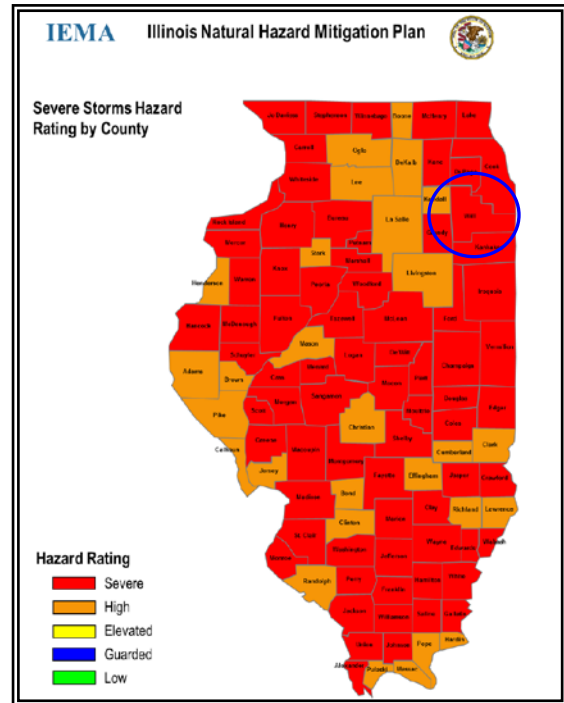 IEMA Illinois Natural Hazard Mitigation Plan
Severe Storms Hazard
Rating by County
Jo Daviess Stephenson Winnebago Boone McHenry Lake
Carroll Ogle DeKalb Kane Cook
Whiteside Lee Kendall Will
Rock Island Henry Bureau La Salle Grundy
Mercer Stark Putnam Kankakee
Henderson Warren Knox Marshall Livingston
Peoria Woodford Iroquois
Hancock McDonough Fulton Tazewell McLean Ford
Schuyler Mason Logan Vermilion
Adams Brown Cass Menard Macon Piatt Champaign
Morgan Sangamon Douglas Edgar
Pike Scott Christian Moultrie Coles
Calhoun Greene Macoupin Shelby Cumberland Clark
Jersey Montgomery Fayette Effingham Jasper Crawford
Madison Bond Clay Richland Lawrence
Clinton Marion Wayne Edwards Wabash
St. Clair Washington Jefferson
Monroe Randolph Perry Hamilton White
Franklin
Jackson Williamson Saline Gallatin
Union Johnson Pope Hardin
Alexander Pulaski Massac
Hazard Rating
Severe
High
Elevated
Guarded
Low